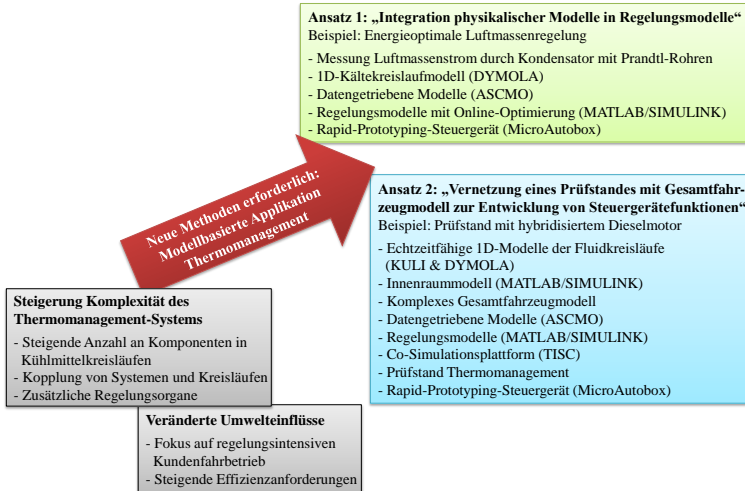 Ansatz 1: „Integration physikalischer Modelle in Regelungsmodelle“
Beispiel: Energieoptimale Luftmassenregelung
- Messung Luftmassenstrom durch Kondensator mit Prandtl-Rohren
- 1D-Kältekreislaufmodell (DYMOLA)
- Datengetriebene Modelle (ASCMO)
- Regelungsmodelle mit Online-Optimierung (MATLAB/SIMULINK)
- Rapid-Prototyping-Steuergerät (MicroAutobox)
Neue Methoden erforderlich:
Modellbasierte Applikation
Thermomanagement
Ansatz 2: „Vernetzung eines Prüfstandes mit Gesamtfahr-
zeugmodell zur Entwicklung von Steuergerätefunktionen“
Beispiel: Prüfstand mit hybridisiertem Dieselmotor
- Echtzeitfähige 1D-Modelle der Fluidkreisläufe
(KULI & DYMOLA)
- Innenraummodell (MATLAB/SIMULINK)
- Komplexes Gesamtfahrzeugmodell
- Datengetriebene Modelle (ASCMO)
- Regelungsmodelle (MATLAB/SIMULINK)
- Co-Simulationsplattform (TISC)
- Prüfstand Thermomanagement
- Rapid-Prototyping-Steuergerät (MicroAutobox)
Steigerung Komplexität des
Thermomanagement-Systems
- Steigende Anzahl an Komponenten in
Kühlmittelkreisläufen
- Kopplung von Systemen und Kreisläufen
- Zusätzliche Regelungsorgane
Veränderte Umwelteinflüsse
- Fokus auf regelungsintensiven
Kundenfahrbetrieb
- Steigende Effizienzanforderungen